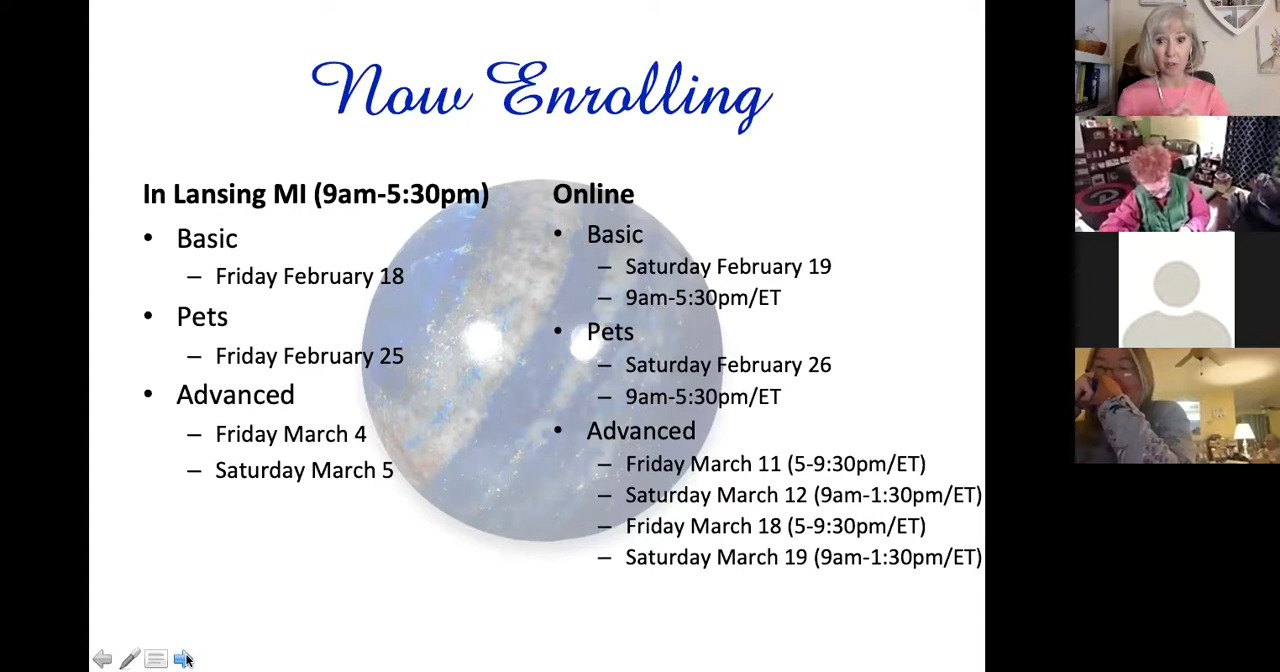 Now Enrolling
In Lansing MI (9am-5:30pm)
• Basic
– Friday February 18
• Pets
– Friday February 25
• Advanced
– Friday March 4
– Saturday March 5
Online
• Basic
– Saturday February 19
– 9am-5:30pm/ET
• Pets
– Saturday February 26
– 9am-5:30pm/ET
• Advanced
– Friday March 11 (5-9:30pm/ET)
– Saturday March 12 (9am-1:30pm/ET)
– Friday March 18 (5-9:30pm/ET)
– Saturday March 19 (9am-1:30pm/ET)